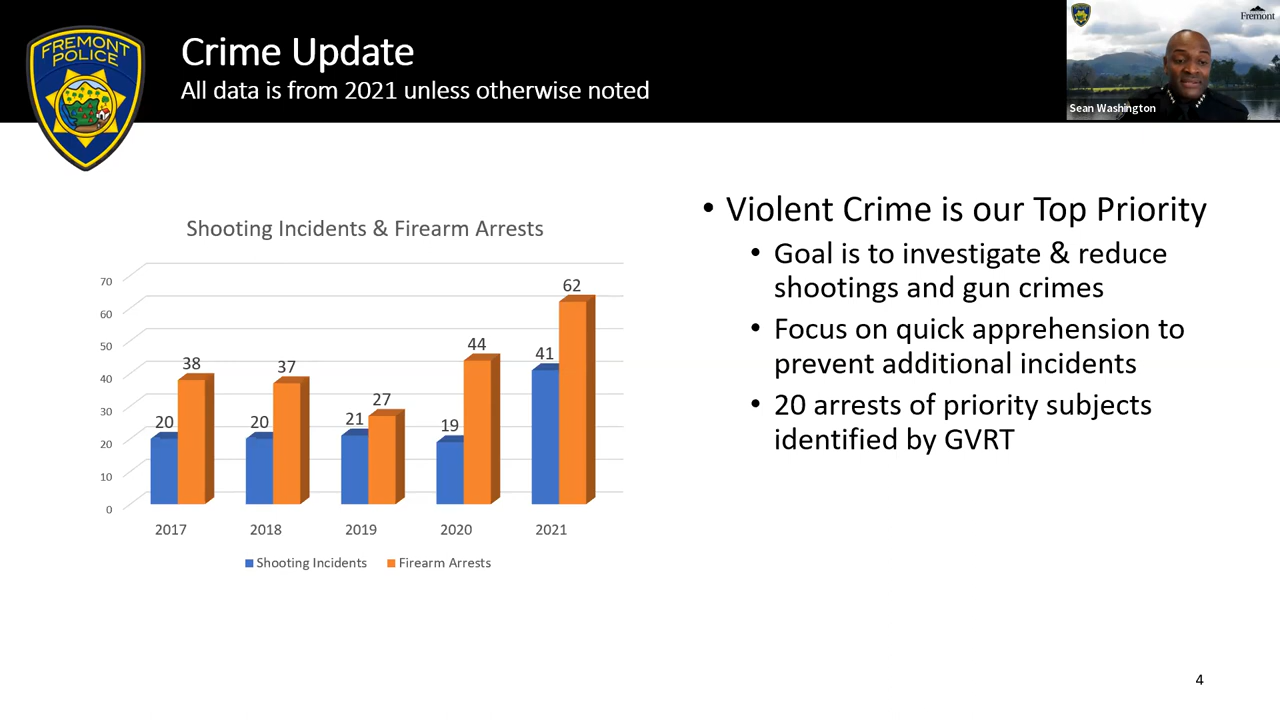 FREMONT
POLICE
Crime Update
All data is from 2021 unless otherwise noted
Fremont
Sean Washington
Shooting Incidents & Firearm Arrests
70
60
50
40
30
20
10
0
20
38
20
37
21
27
19
44
41
62
2017
2018
2019
2020
2021
Shooting Incidents
Firearm Arrests
• Violent Crime is our Top Priority
• Goal is to investigate & reduce
shootings and gun crimes
• Focus on quick apprehension to
prevent additional incidents
• 20 arrests of priority subjects
identified by GVRT
4